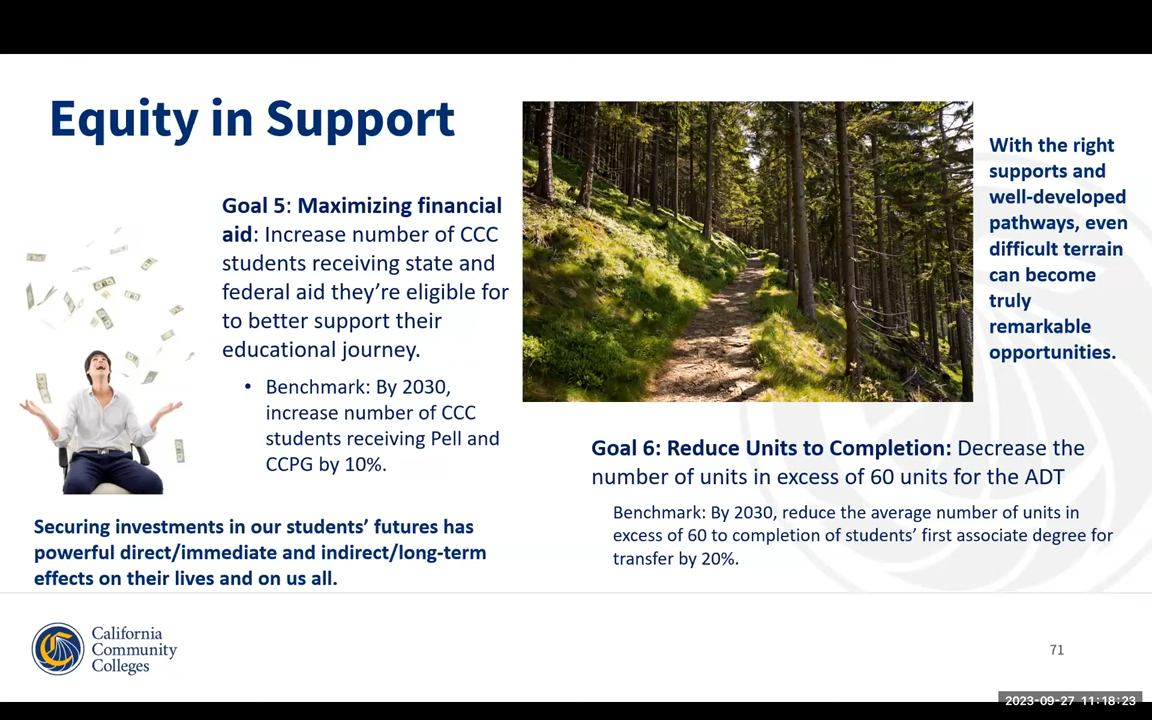 Equity in Support
Goal 5: Maximizing financial
aid: Increase number of CCC
students receiving state and
federal aid they’re eligible for
to better support their
educational journey.
• Benchmark: By 2030,
increase number of CCC
students receiving Pell and
CCPG by 10%.
Securing investments in our students’ futures has
powerful direct/immediate and indirect/long-term
effects on their lives and on us all.
With the right
supports and
well-developed
pathways, even
difficult terrain
can become
truly
remarkable
opportunities.
Goal 6: Reduce Units to Completion: Decrease the
number of units in excess of 60 units for the ADT
Benchmark: By 2030, reduce the average number of units in
excess of 60 to completion of students’ first associate degree for
transfer by 20%.
California
Community
Colleges
71
2023-09-27 11:18:23